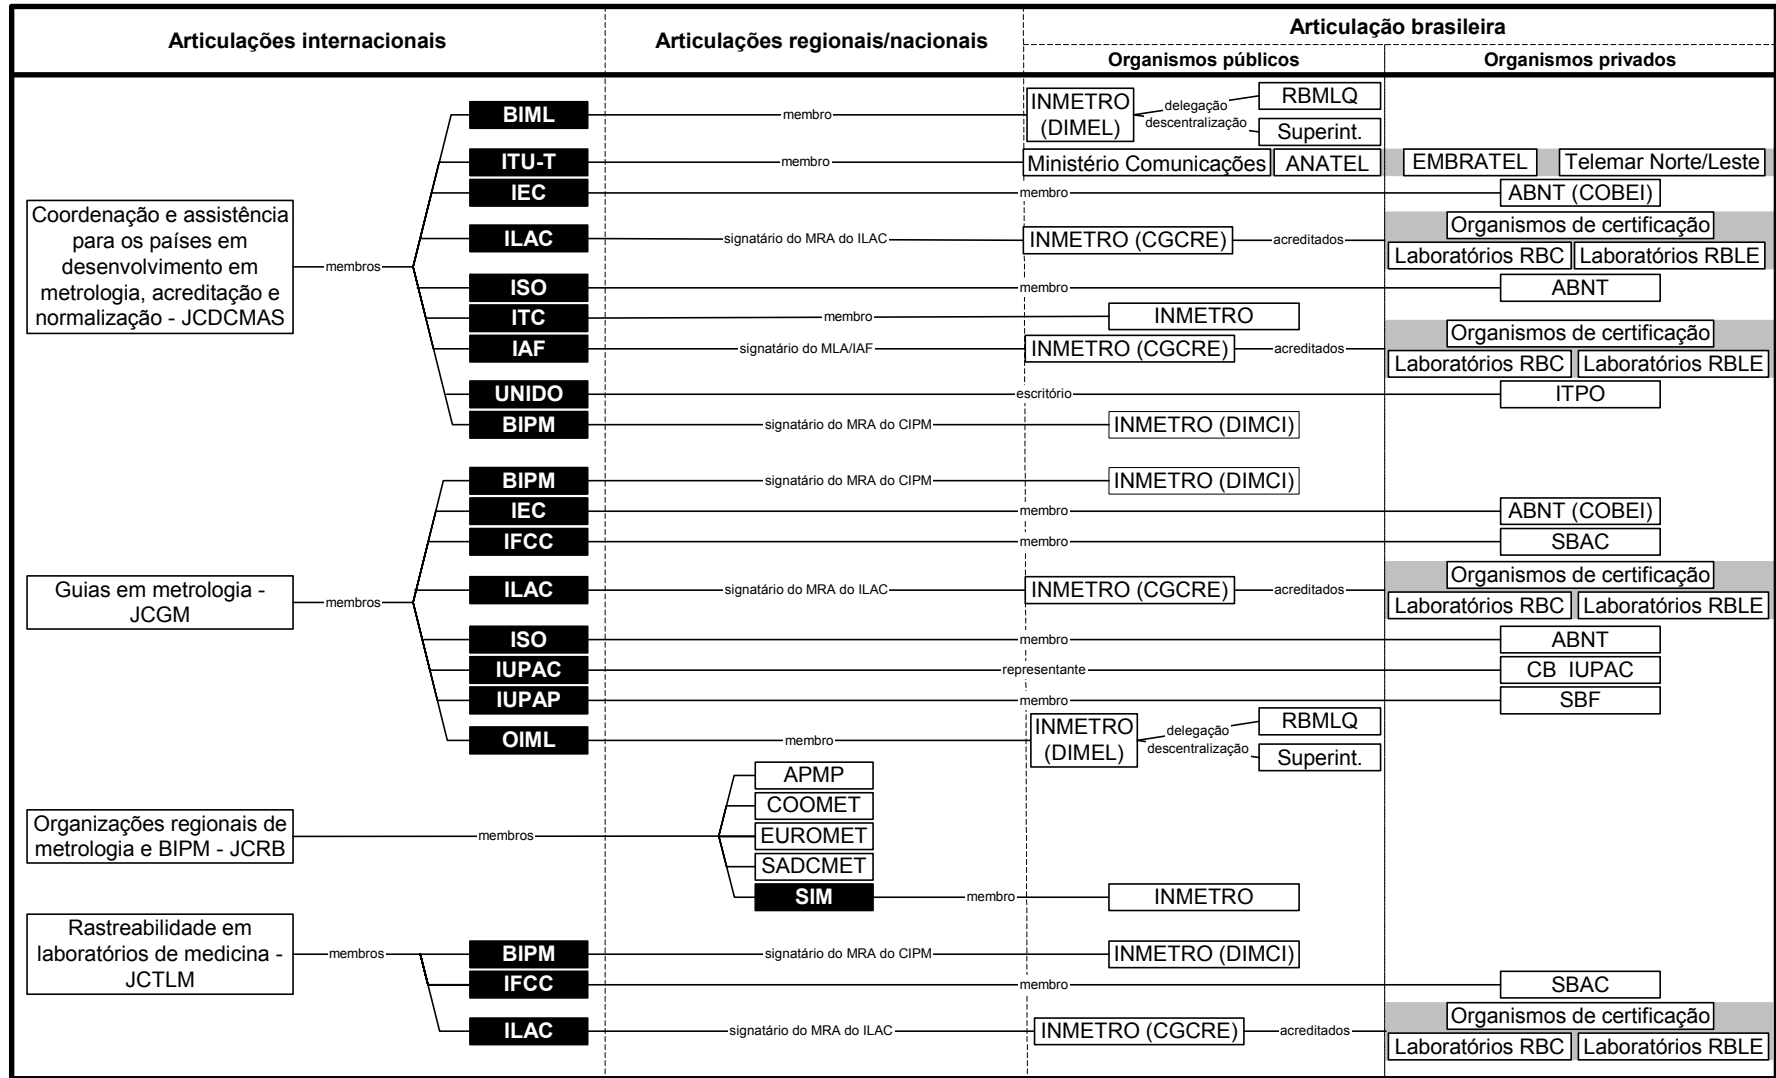 Articulações internacionais
Articulações regionais/nacionais
Articulação brasileira
Organismos públicos
Organismos privados
Coordenação e assistência
para os países em
desenvolvimento em
metrologia, acreditação e
normalização - JCDCMAS
membros
BIML
membro
INMETRO
(DIMEL)
delegação
descentralização
RBMLQ
Superint.
ITU-T
membro
Ministério Comunicações
ANATEL
EMBRATEL
Telemar Norte/Leste
IEC
membro
ABNT (COBEI)
ILAC
signatário do MRA do ILAC
INMETRO (CGCRE)
acreditados
Organismos de certificação
Laboratórios RBC
Laboratórios RBLE
ISO
membro
ABNT
ITC
membro
INMETRO
IAF
signatário do MLA/IAF
INMETRO (CGCRE)
acreditados
Organismos de certificação
Laboratórios RBC
Laboratórios RBLE
UNIDO
escritório
ITPO
BIPM
signatário do MRA do CIPM
INMETRO (DIMCI)
Guias em metrologia -
JCGM
membros
BIPM
signatário do MRA do CIPM
INMETRO (DIMCI)
IEC
membro
ABNT (COBEI)
IFCC
membro
SBAC
ILAC
signatário do MRA do ILAC
INMETRO (CGCRE)
acreditados
Organismos de certificação
Laboratórios RBC
Laboratórios RBLE
ISO
membro
ABNT
IUPAC
representante
CB IUPAC
IUPAP
membro
SBF
OIML
membro
INMETRO
(DIMEL)
delegação
descentralização
RBMLQ
Superint.
Organizações regionais de
metrologia e BIPM - JCRB
membros
APMP
COOMET
EUROMET
SADCMET
SIM
membro
INMETRO
Rastreabilidade em
laboratórios de medicina -
JCTLM
membros
BIPM
signatário do MRA do CIPM
INMETRO (DIMCI)
IFCC
membro
SBAC
ILAC
signatário do MRA do ILAC
INMETRO (CGCRE)
acreditados
Organismos de certificação
Laboratórios RBC
Laboratórios RBLE